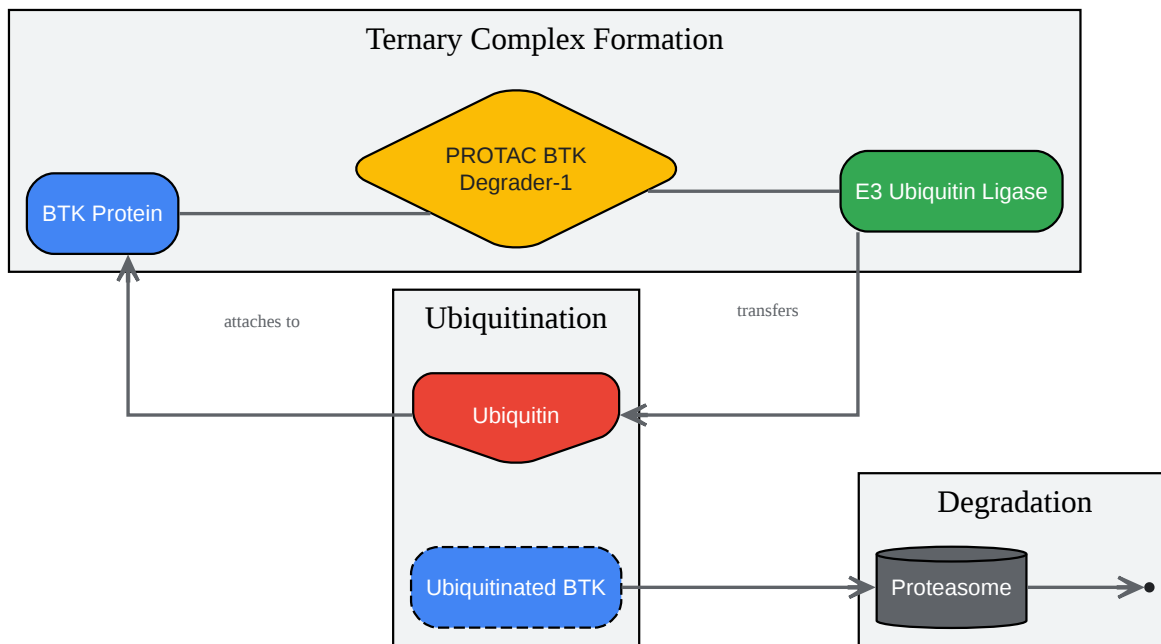 Ternary Complex Formation
PROTAC BTK
Degrader-1
E3 Ubiquitin Ligase
BTK Protein
attaches to
transfers
Ubiquitination
Ubiquitin
Degradation
Ubiquitinated BTK
Proteasome